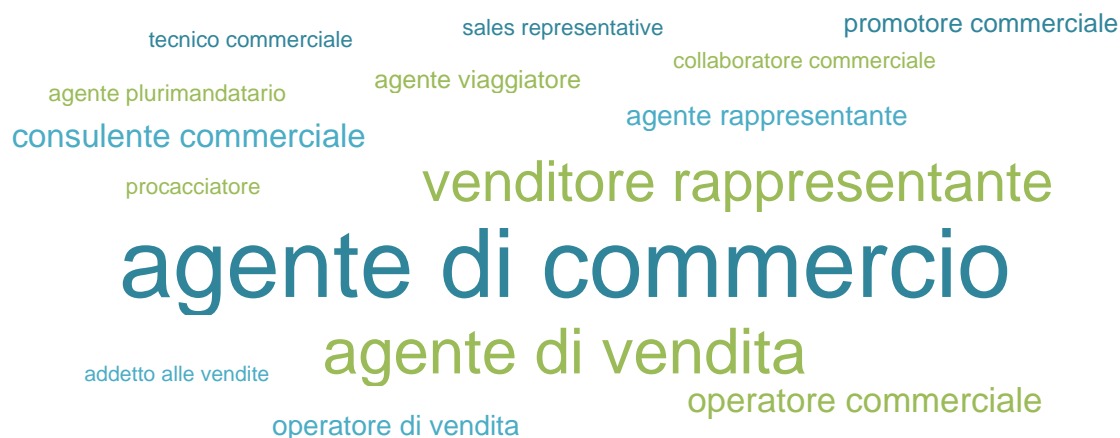 tecnico commerciale
sales representative
promotore commerciale
agente plurimandatario
agente viaggiatore
collaboratore commerciale
consulente commerciale
agente rappresentante
procacciatore
venditore rappresentante
agente di commercio
agente di vendita
addetto alle vendite
operatore commerciale
operatore di vendita